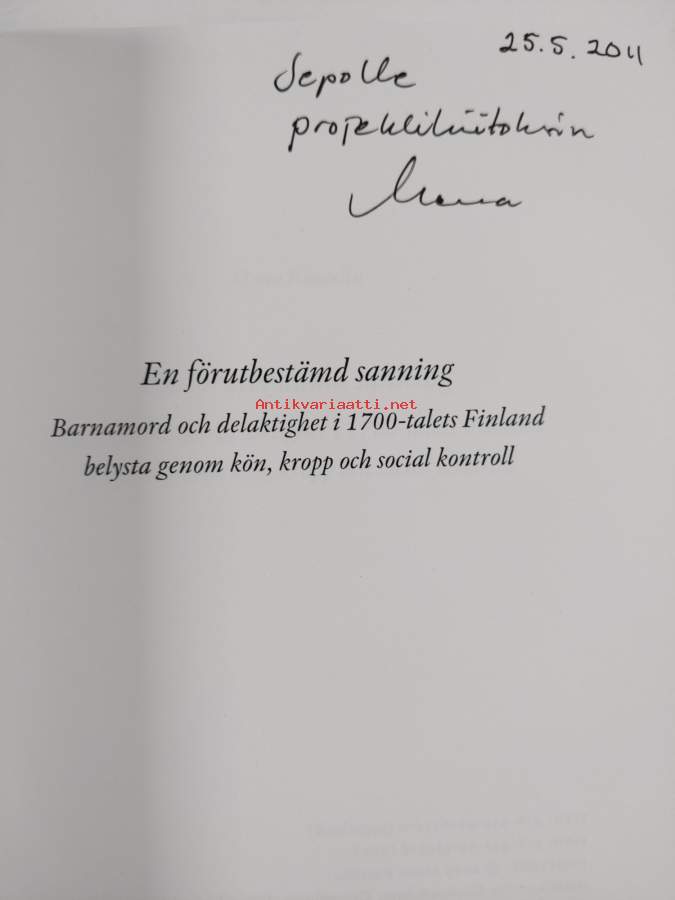 25.5.2011
Sepolle
projektikiitoksin
En förutbestämd sanning
Antikvariaatti.net
Barnamord och delaktighet i 1700-talets Finland
belysta genom kön, kropp och social kontroll